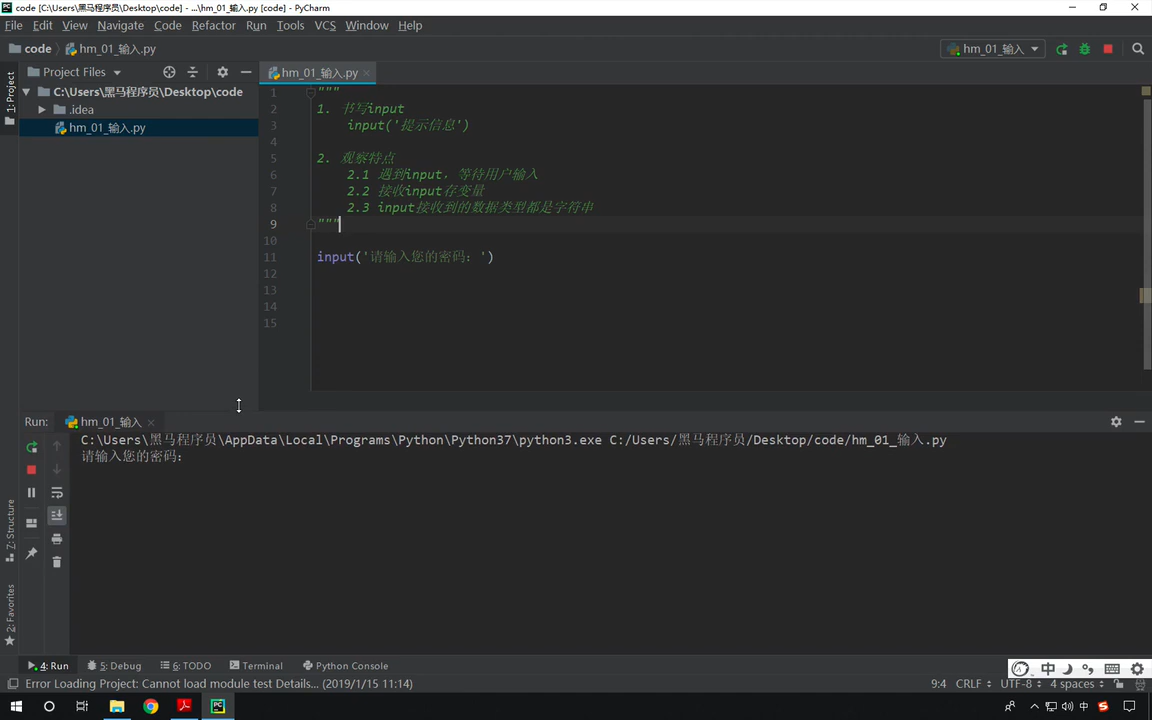 code [C:\Users\黑马程序员\Desktop\code] - ...\hm_01_输入.py [code] - PyCharm
File Edit View Navigate Code Refactor Run Tools VCS Window Help
code hm_01_输入.py hm_01_输入
Project Files hm_01_输入.py
1: Project
C:\Users\黑马程序员\Desktop\code
.idea
hm_01_输入.py
1 """
2 1. 书写input
3 input('提示信息')
4
5 2. 观察特点
6 2.1 遇到input，等待用户输入
7 2.2 接收input存变量
8 2.3 input接收到的数据类型都是字符串
9 """
10
11 input('请输入您的密码：')
12
13
14
15
Run: hm_01_输入
C:\Users\黑马程序员\AppData\Local\Programs\Python\Python37\python3.exe C:/Users/黑马程序员/Desktop/code/hm_01_输入.py
请输入您的密码：
Z: Structure
2: Favorites
4: Run 5: Debug 6: TODO Terminal Python Console
中
Error Loading Project: Cannot load module test Details... (2019/1/15 11:14) 9:4 CRLF UTF-8 4 spaces
中